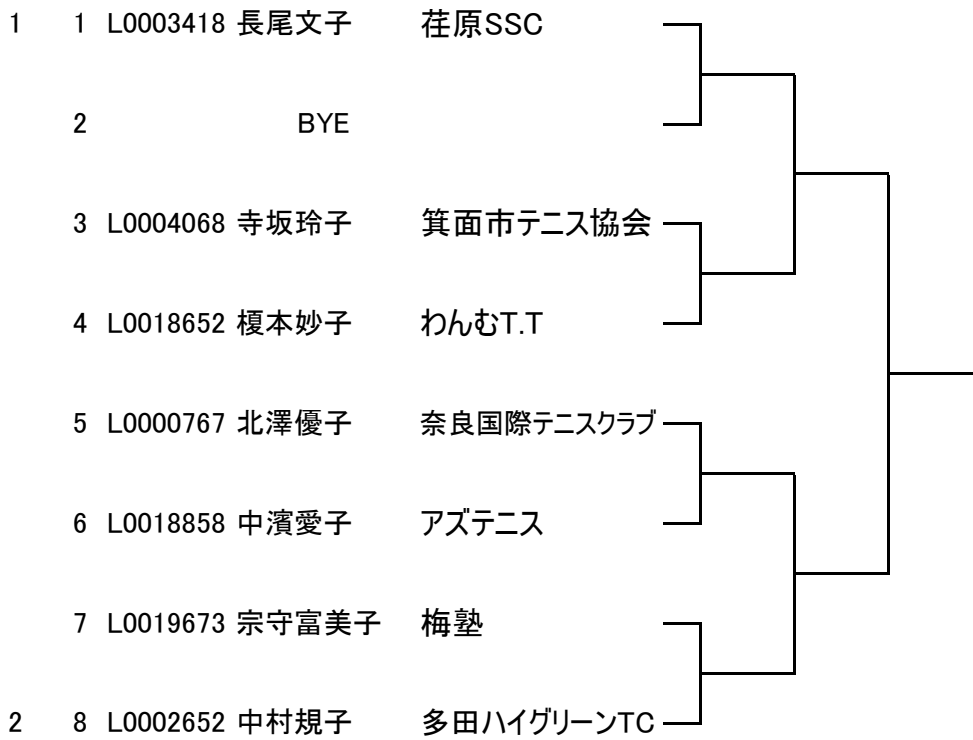 1 1 L0003418 長尾文子 荏原SSC
2 BYE
3 L0004068 寺坂玲子 箕面市テニス協会
4 L0018652 榎本妙子 わんむT.T
5 L0000767 北澤優子 奈良国際テニスクラブ
6 L0018858 中濱愛子 アズテニス
7 L0019673 宗守富美子 梅塾
2 8 L0002652 中村規子 多田ハイグリーンTC